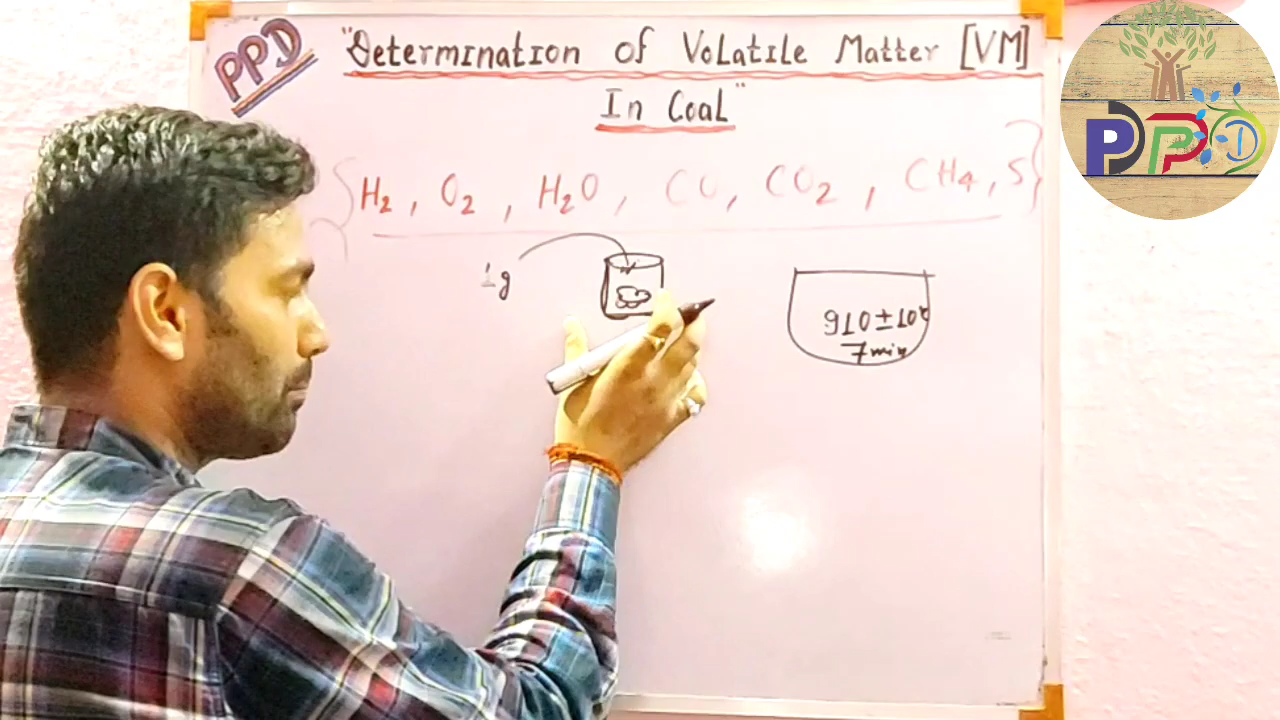 PPD "Determination of Volatile Matter [VM]
In Coal"
{H₂, O₂, H₂O, CO, CO₂, CH₄, S}
1g
910±10°C
7min
PPD